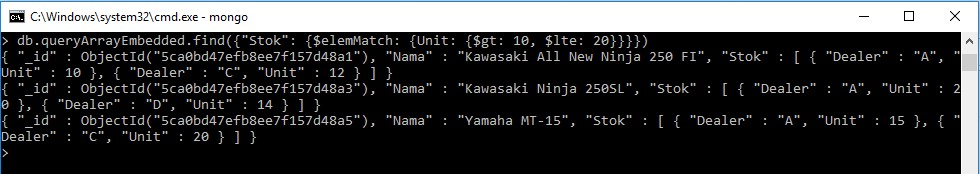 C:\Windows\system32\cmd.exe - mongo
> db.queryArrayEmbedded.find({"Stok": {$elemMatch: {Unit: {$gt: 10, $lte: 20}}}})
{ "_id" : ObjectId("5ca0bd47efb8ee7f157d48a1"), "Nama" : "Kawasaki All New Ninja 250 FI", "Stok" : [ { "Dealer" : "A", "
Unit" : 10 }, { "Dealer" : "C", "Unit" : 12 } ] }
{ "_id" : ObjectId("5ca0bd47efb8ee7f157d48a3"), "Nama" : "Kawasaki Ninja 250SL", "Stok" : [ { "Dealer" : "A", "Unit" : 2
0 }, { "Dealer" : "D", "Unit" : 14 } ] }
{ "_id" : ObjectId("5ca0bd47efb8ee7f157d48a5"), "Nama" : "Yamaha MT-15", "Stok" : [ { "Dealer" : "A", "Unit" : 15 }, { "
Dealer" : "C", "Unit" : 20 } ] }
>